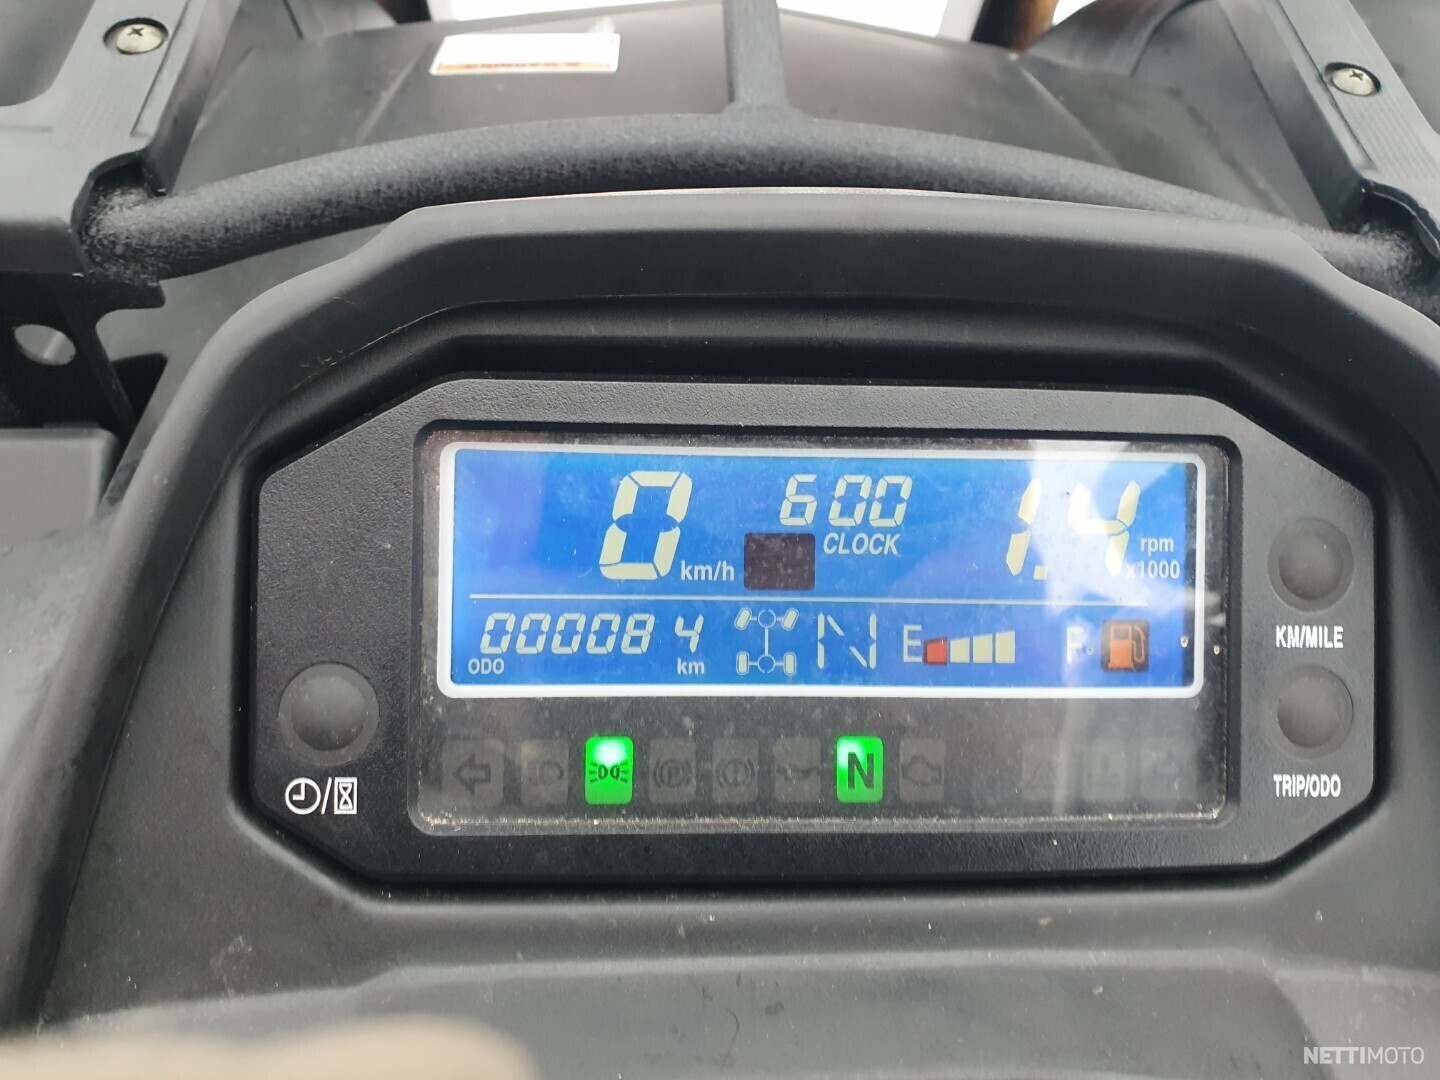 0 km/h
600
CLOCK
1.4
rpm
x1000
000084
ODO
km
N
E
F
N
KM/MILE
TRIP/ODO
NETTIMOTO